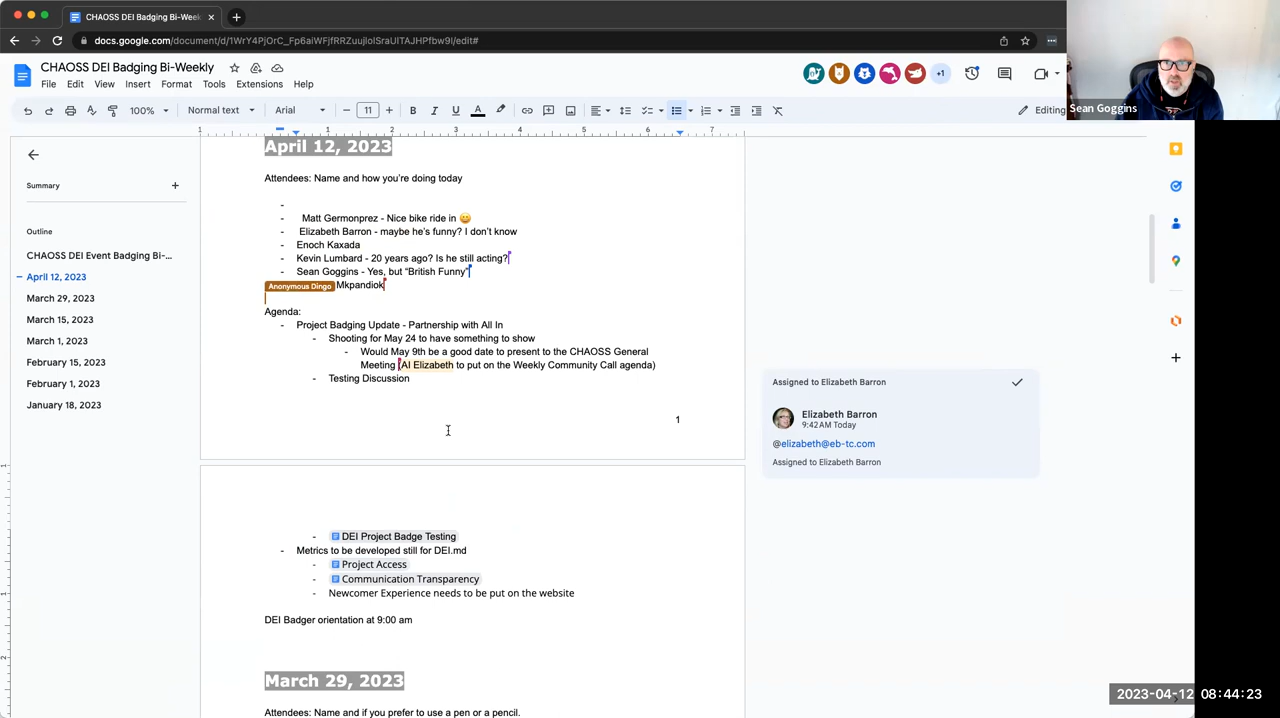 CHAOSS DEI Badging Bi-Week
docs.google.com/document/d/1WrY4PjOrC_Fp6aiWFjfRRZuujloISraUlTAJHPfbw9I/edit#
CHAOSS DEI Badging Bi-Weekly
File Edit View Insert Format Tools Extensions Help
+1
100% Normal text Arial 11 Editing
Sean Goggins
1 1 2 3 4 5 6 7
Summary
Outline
CHAOSS DEI Event Badging Bi-...
April 12, 2023
March 29, 2023
March 15, 2023
March 1, 2023
February 15, 2023
February 1, 2023
January 18, 2023
April 12, 2023
Attendees: Name and how you're doing today
-
- Matt Germonprez - Nice bike ride in 😀
- Elizabeth Barron - maybe he's funny? I don't know
- Enoch Kaxada
- Kevin Lumbard - 20 years ago? Is he still acting?
- Sean Goggins - Yes, but "British Funny"
Anonymous Dingo Mkpandiok
Agenda:
- Project Badging Update - Partnership with All In
- Shooting for May 24 to have something to show
- Would May 9th be a good date to present to the CHAOSS General
Meeting (AI Elizabeth to put on the Weekly Community Call agenda)
- Testing Discussion
1
- DEI Project Badge Testing
- Metrics to be developed still for DEI.md
- Project Access
- Communication Transparency
- Newcomer Experience needs to be put on the website
DEI Badger orientation at 9:00 am
March 29, 2023
Attendees: Name and if you prefer to use a pen or a pencil.
Assigned to Elizabeth Barron
Elizabeth Barron
9:42 AM Today
@elizabeth@eb-tc.com
Assigned to Elizabeth Barron
2023-04-12 08:44:23